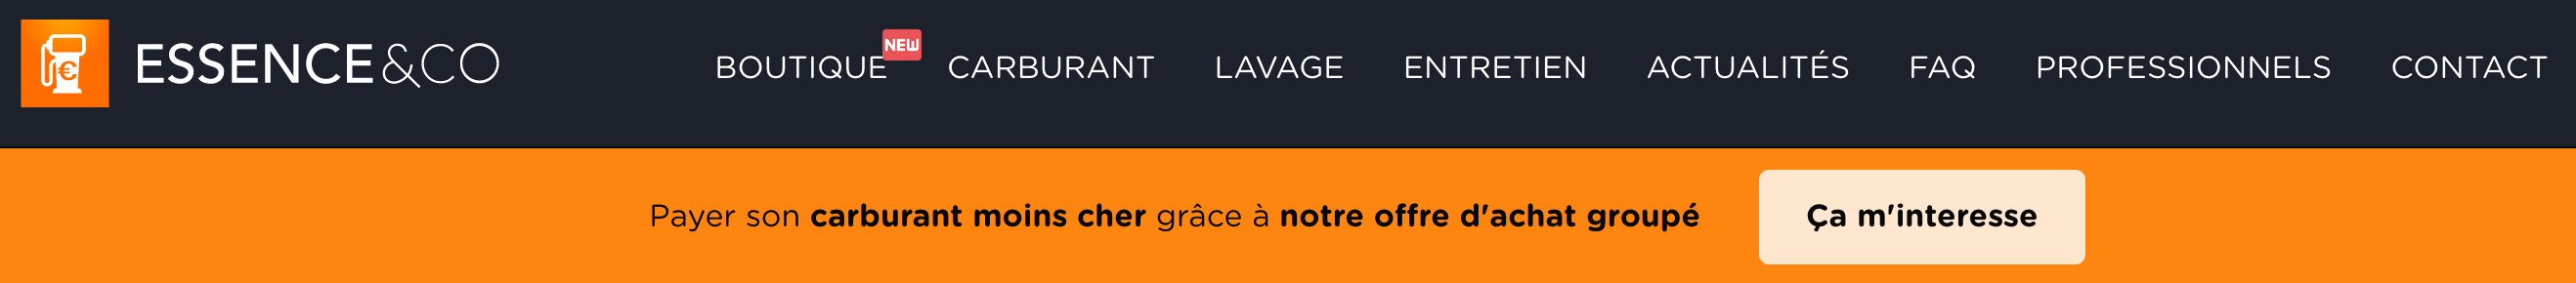 €
ESSENCE&CO
BOUTIQUE NEW CARBURANT LAVAGE ENTRETIEN ACTUALITÉS FAQ PROFESSIONNELS CONTACT
Payer son carburant moins cher grâce à notre offre d'achat groupé
Ça m'interesse